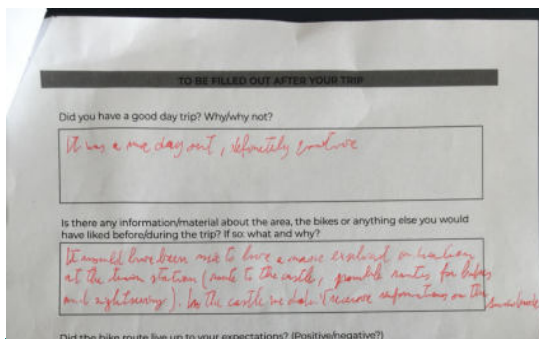 TO BE FILLED OUT AFTER YOUR TRIP
Did you have a good day trip? Why/why not?
It was a nice day out, definitely positive
Is there any information/material about the area, the bikes or anything else you would
have liked before/during the trip? If so: what and why?
It would have been nice to have a
at the train station (route to the castle, possible routes for bikes
and sightseeing). In the castle we didn't receive informations on the
Did the bike route live up to your expectations? (Positive/negative?)